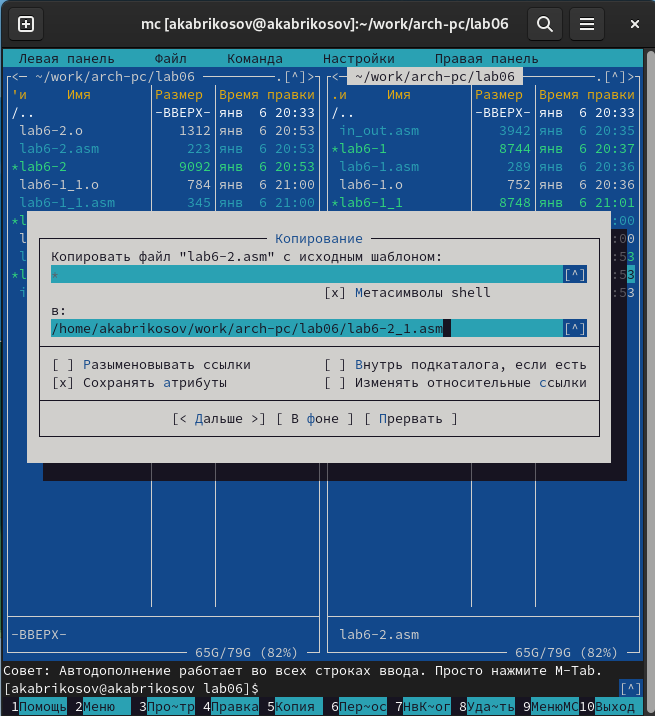 mc [akabrikosov@akabrikosov]:~/work/arch-pc/lab06
Левая панель Файл Команда Настройки Правая панель
<— ~/work/arch-pc/lab06 .[^]> <— ~/work/arch-pc/lab06 .[^]>
'и Имя Размер Время правки .и Имя Размер Время правки
/.. -ВВЕРХ- янв 6 20:33 /.. -ВВЕРХ- янв 6 20:33
lab6-2.o 1312 янв 6 20:53 in_out.asm 3942 янв 6 20:35
lab6-2.asm 223 янв 6 20:53 *lab6-1 8744 янв 6 20:37
*lab6-2 9092 янв 6 20:53 lab6-1.asm 289 янв 6 20:36
lab6-1_1.o 784 янв 6 21:00 lab6-1.o 752 янв 6 20:36
lab6-1_1.asm 345 янв 6 21:00 *lab6-1_1 8748 янв 6 21:01
Копирование
Копировать файл "lab6-2.asm" с исходным шаблоном:
* [^]
[x] Метасимволы shell
в:
/home/akabrikosov/work/arch-pc/lab06/lab6-2_1.asm [^]
[ ] Разыменовывать ссылки [ ] Внутрь подкаталога, если есть
[x] Сохранять атрибуты [ ] Изменять относительные ссылки
[< Дальше >] [ В фоне ] [ Прервать ]
-ВВЕРХ- lab6-2.asm
65G/79G (82%) 65G/79G (82%)
Совет: Автодополнение работает во всех строках ввода. Просто нажмите M-Tab.
[akabrikosov@akabrikosov lab06]$ [^]
1Помощь 2Меню 3Про~тр 4Правка 5Копия 6Пер~ос 7НвК~ог 8Уда~ть 9МенюMC 10Выход